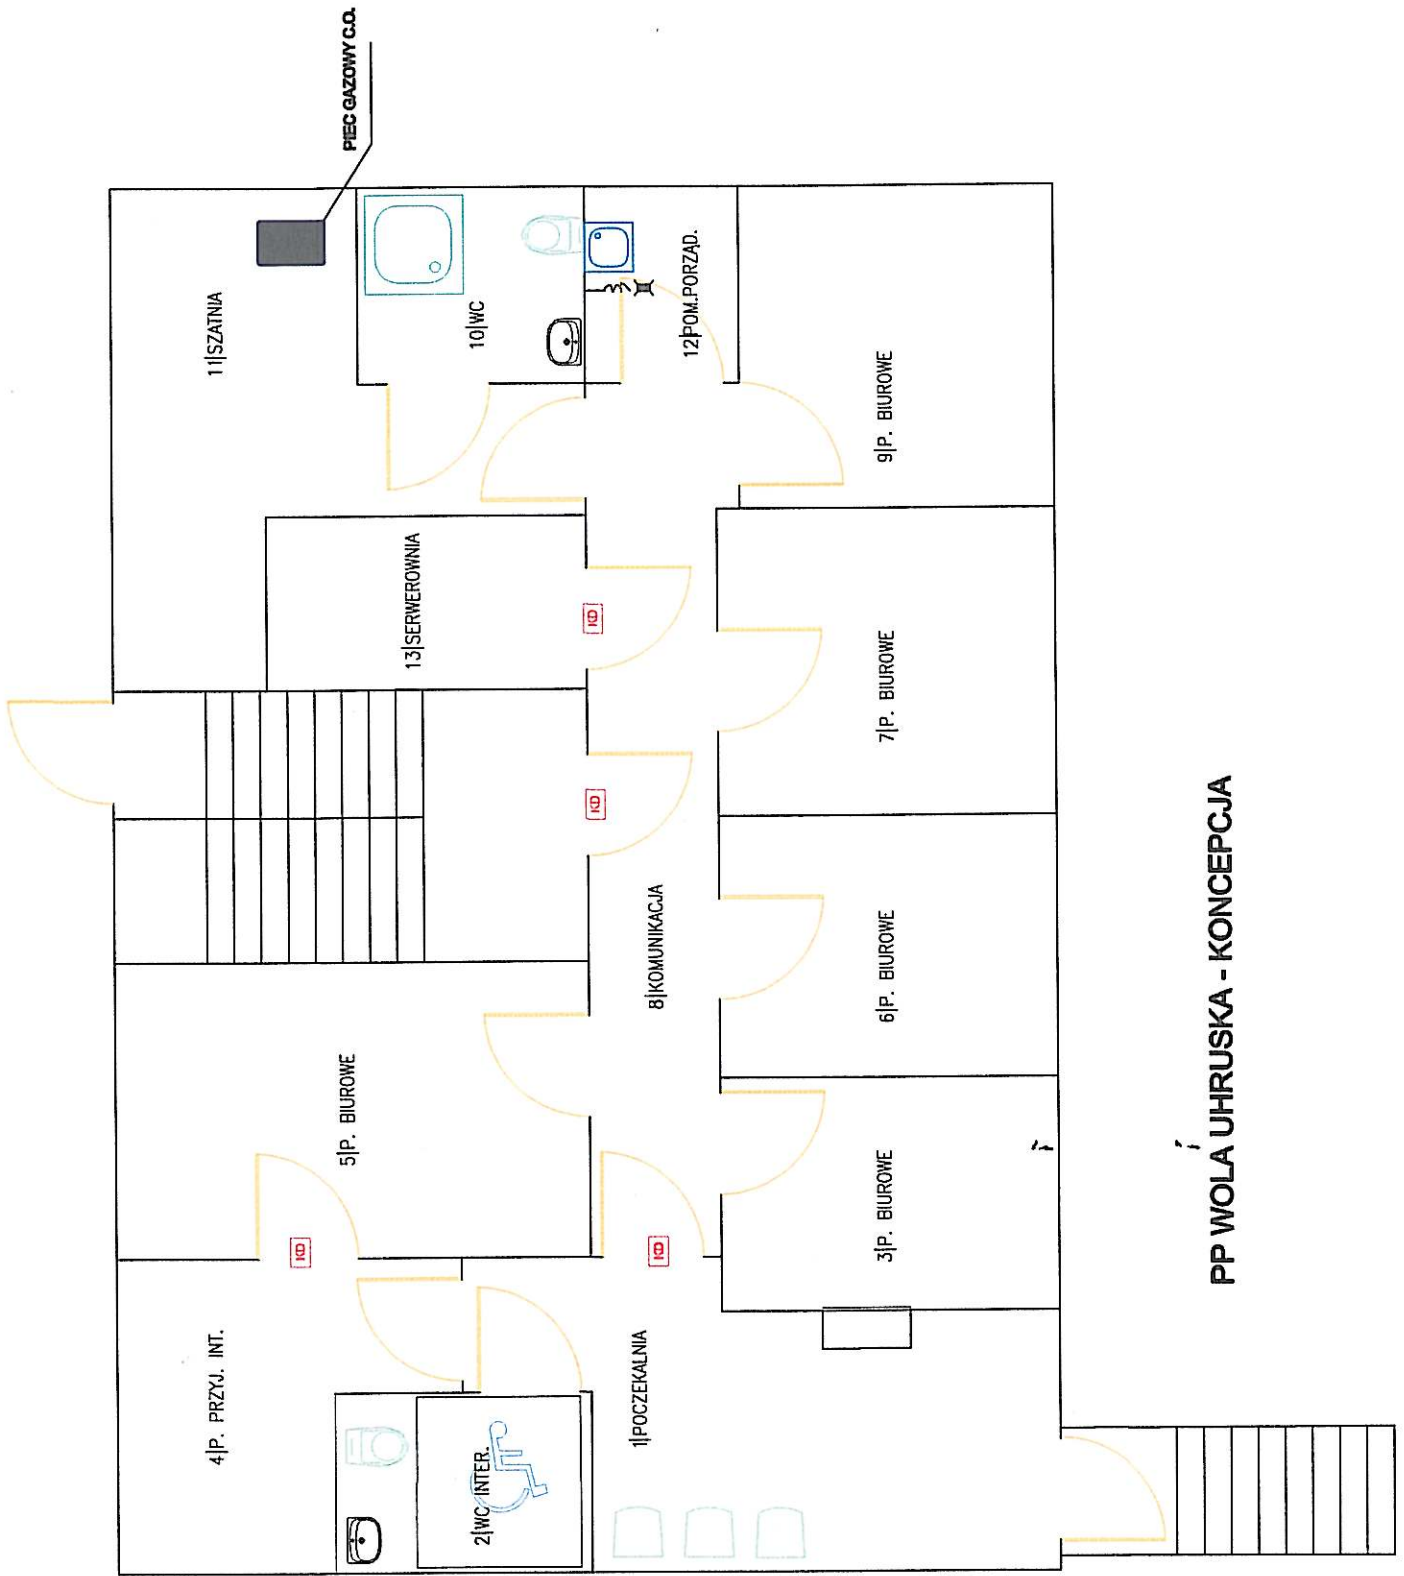 PIEC GAZOWY C.O.
11|SZATNIA
10|WC
12|POM.PORZĄD.
9|P. BIUROWE
13|SERWEROWNIA
KD
7|P. BIUROWE
KD
8|KOMUNIKACJA
6|P. BIUROWE
5|P. BIUROWE
KD
KD
3|P. BIUROWE
4|P. PRZYJ. INT.
2|WC INTER.
1|POCZEKALNIA
PP WOLA UHRUSKA - KONCEPCJA